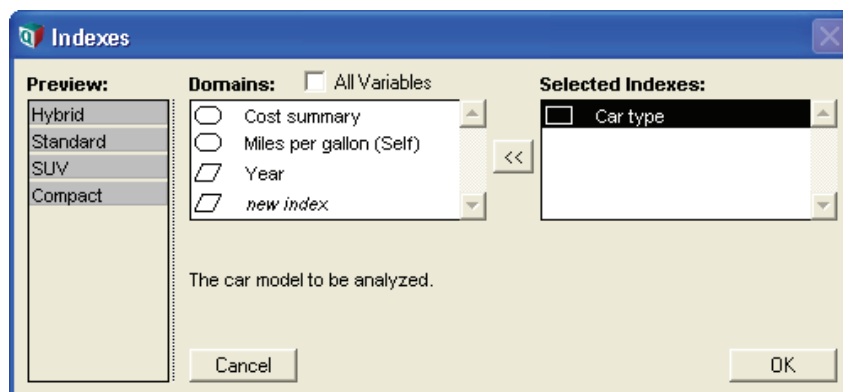 Indexes
Preview:
Hybrid
Standard
SUV
Compact
Domains:
All Variables
Cost summary
Miles per gallon (Self)
Year
new index
<<
Selected Indexes:
Car type
The car model to be analyzed.
Cancel
OK